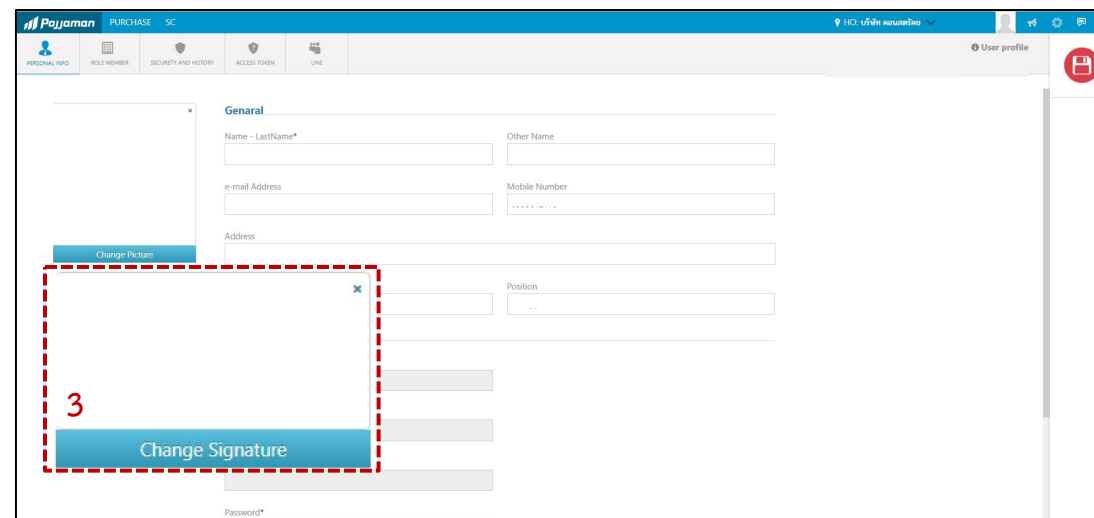 Pojjaman PURCHASE SC HO: บริษัท คอนสตรัคช
PERSONAL INFO ROLE MEMBER SECURETY AND HISTORY ACCESS TOKEN LINE User profile
Genaral
Name - LastName* Other Name
e-mail Address Mobile Number
Address
Change Picture
Position
3
Change Signature
Password*